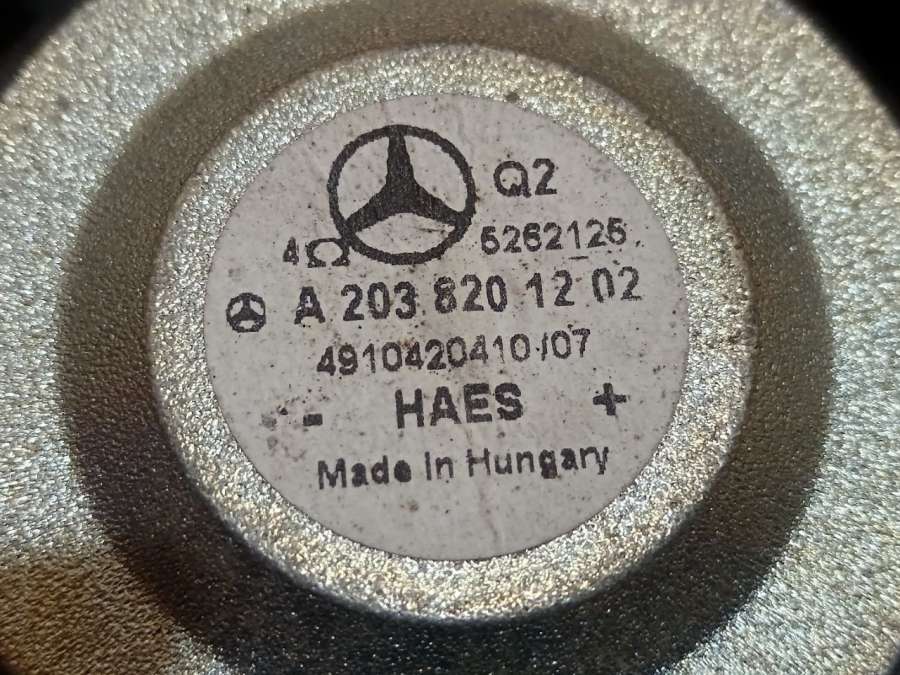 Q2
4Ω 5262125
A 203 820 12 02
4910420410/07
- HAES +
Made in Hungary